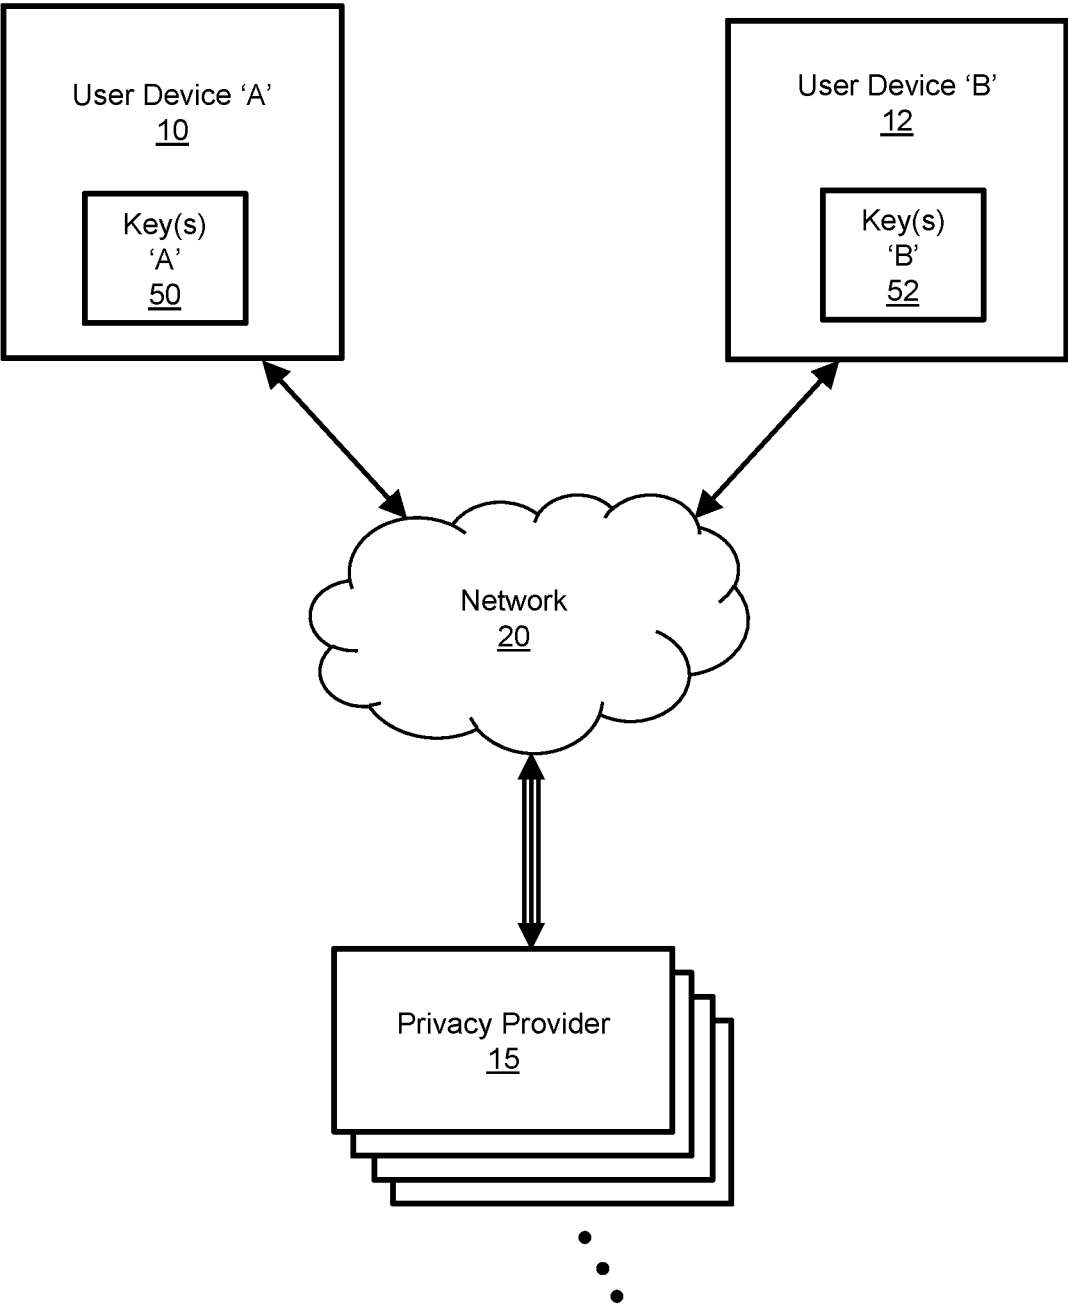 User Device ‘A’
10
Key(s)
‘A’
50
User Device ‘B’
12
Key(s)
‘B’
52
Network
20
Privacy Provider
15